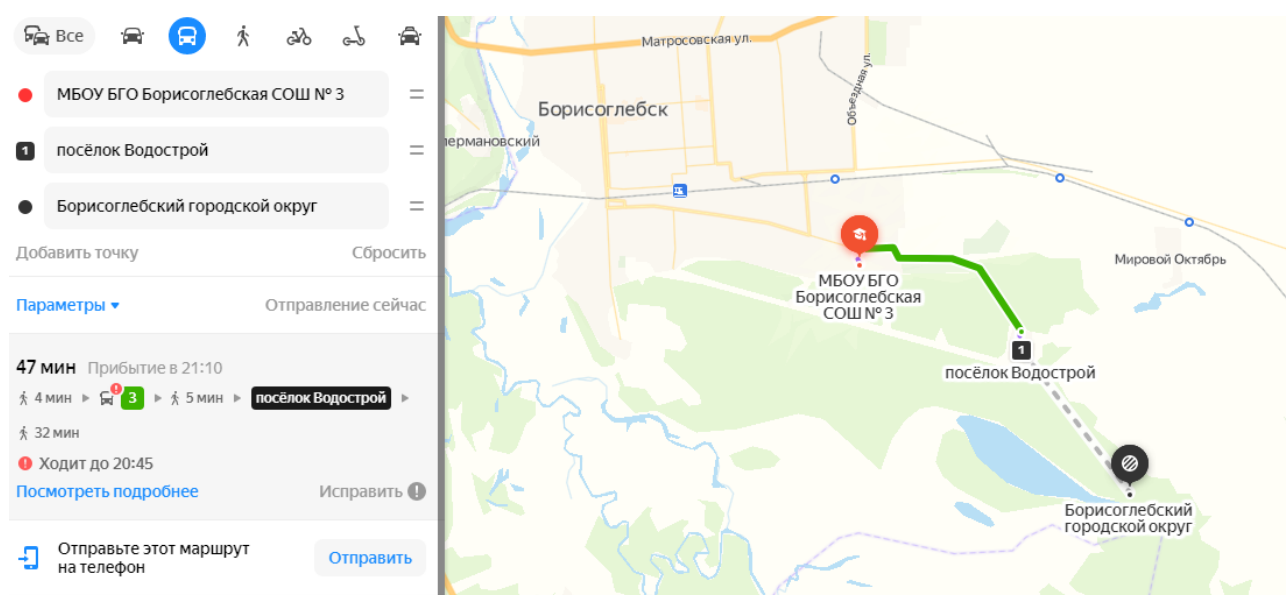 Все
МБОУ БГО Борисоглебская СОШ № 3
1 посёлок Водострой
Борисоглебский городской округ
Добавить точку Сбросить
Параметры Отправление сейчас
47 мин Прибытие в 21:10
4 мин 3 5 мин посёлок Водострой
32 мин
Ходит до 20:45
Посмотреть подробнее Исправить
Отправьте этот маршрут
на телефон
Отправить
Матросовская ул.
Объездная ул.
Борисоглебск
пермановский
Мировой Октябрь
МБОУ БГО
Борисоглебская
СОШ № 3
1
посёлок Водострой
Борисоглебский
городской округ